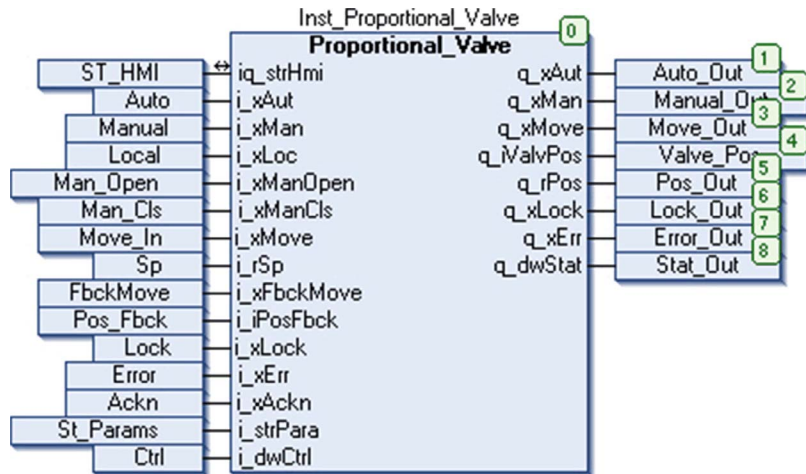 Inst_Proportional_Valve
0
Proportional_Valve
ST_HMI iq_strHmi q_xAut Auto_Out 1
Auto i_xAut q_xMan Manual_Out 2
Manual i_xMan q_xMove Move_Out 3
Local i_xLoc q_iValvPos Valve_Pos 4
Man_Open i_xManOpen q_rPos Pos_Out 5
Man_Cls i_xManCls q_xLock Lock_Out 6
Move_In i_xMove q_xErr Error_Out 7
Sp i_rSp q_dwStat Stat_Out 8
FbckMove i_xFbckMove
Pos_Fbck i_iPosFbck
Lock i_xLock
Error i_xErr
Ackn i_xAckn
St_Params i_strPara
Ctrl i_dwCtrl